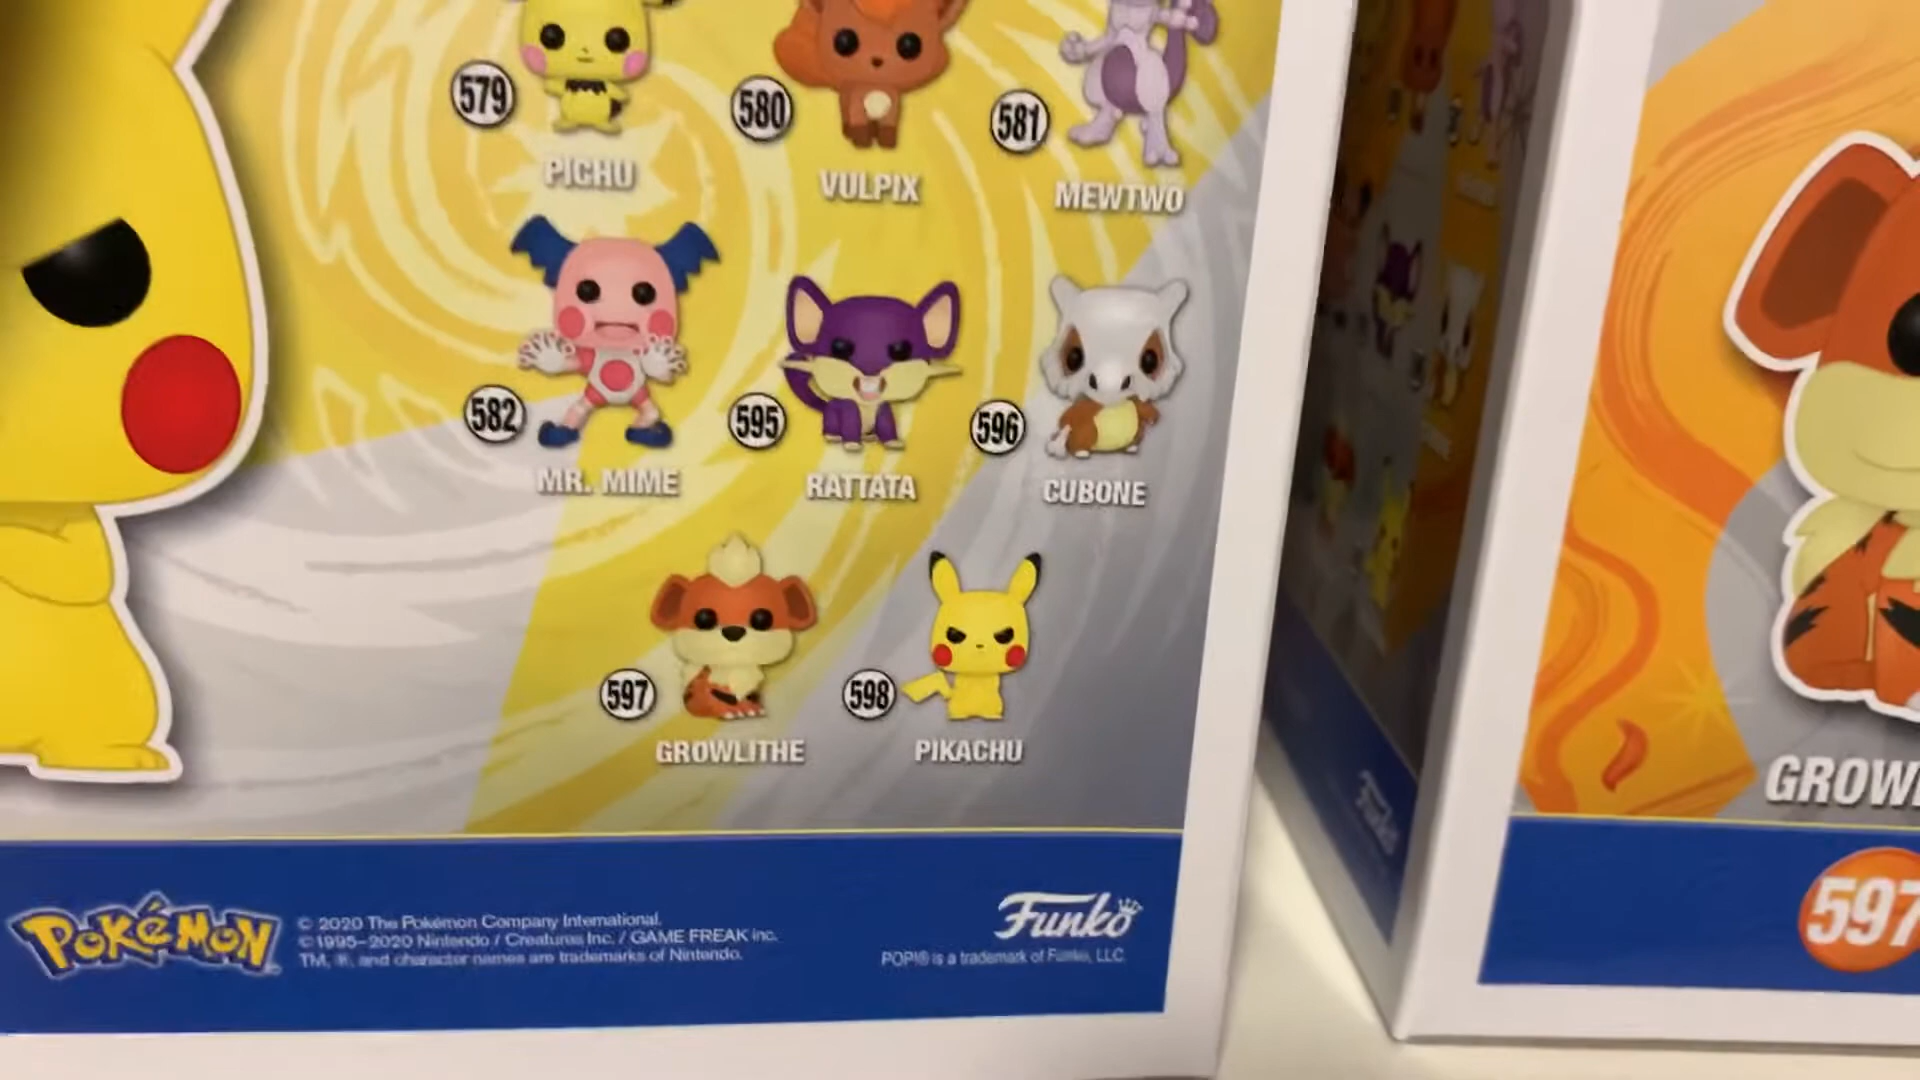 579
PICHU
580
VULPIX
581
MEWTWO
582
MR. MIME
595
RATTATA
596
CUBONE
597
GROWLITHE
598
PIKACHU
POKéMON
© 2020 The Pokémon Company International.
© 1995–2020 Nintendo / Creatures Inc. / GAME FREAK inc.
TM, ®, and character names are trademarks of Nintendo.
Funko
POP!® is a trademark of Funko, LLC
Funko
GROWL
597